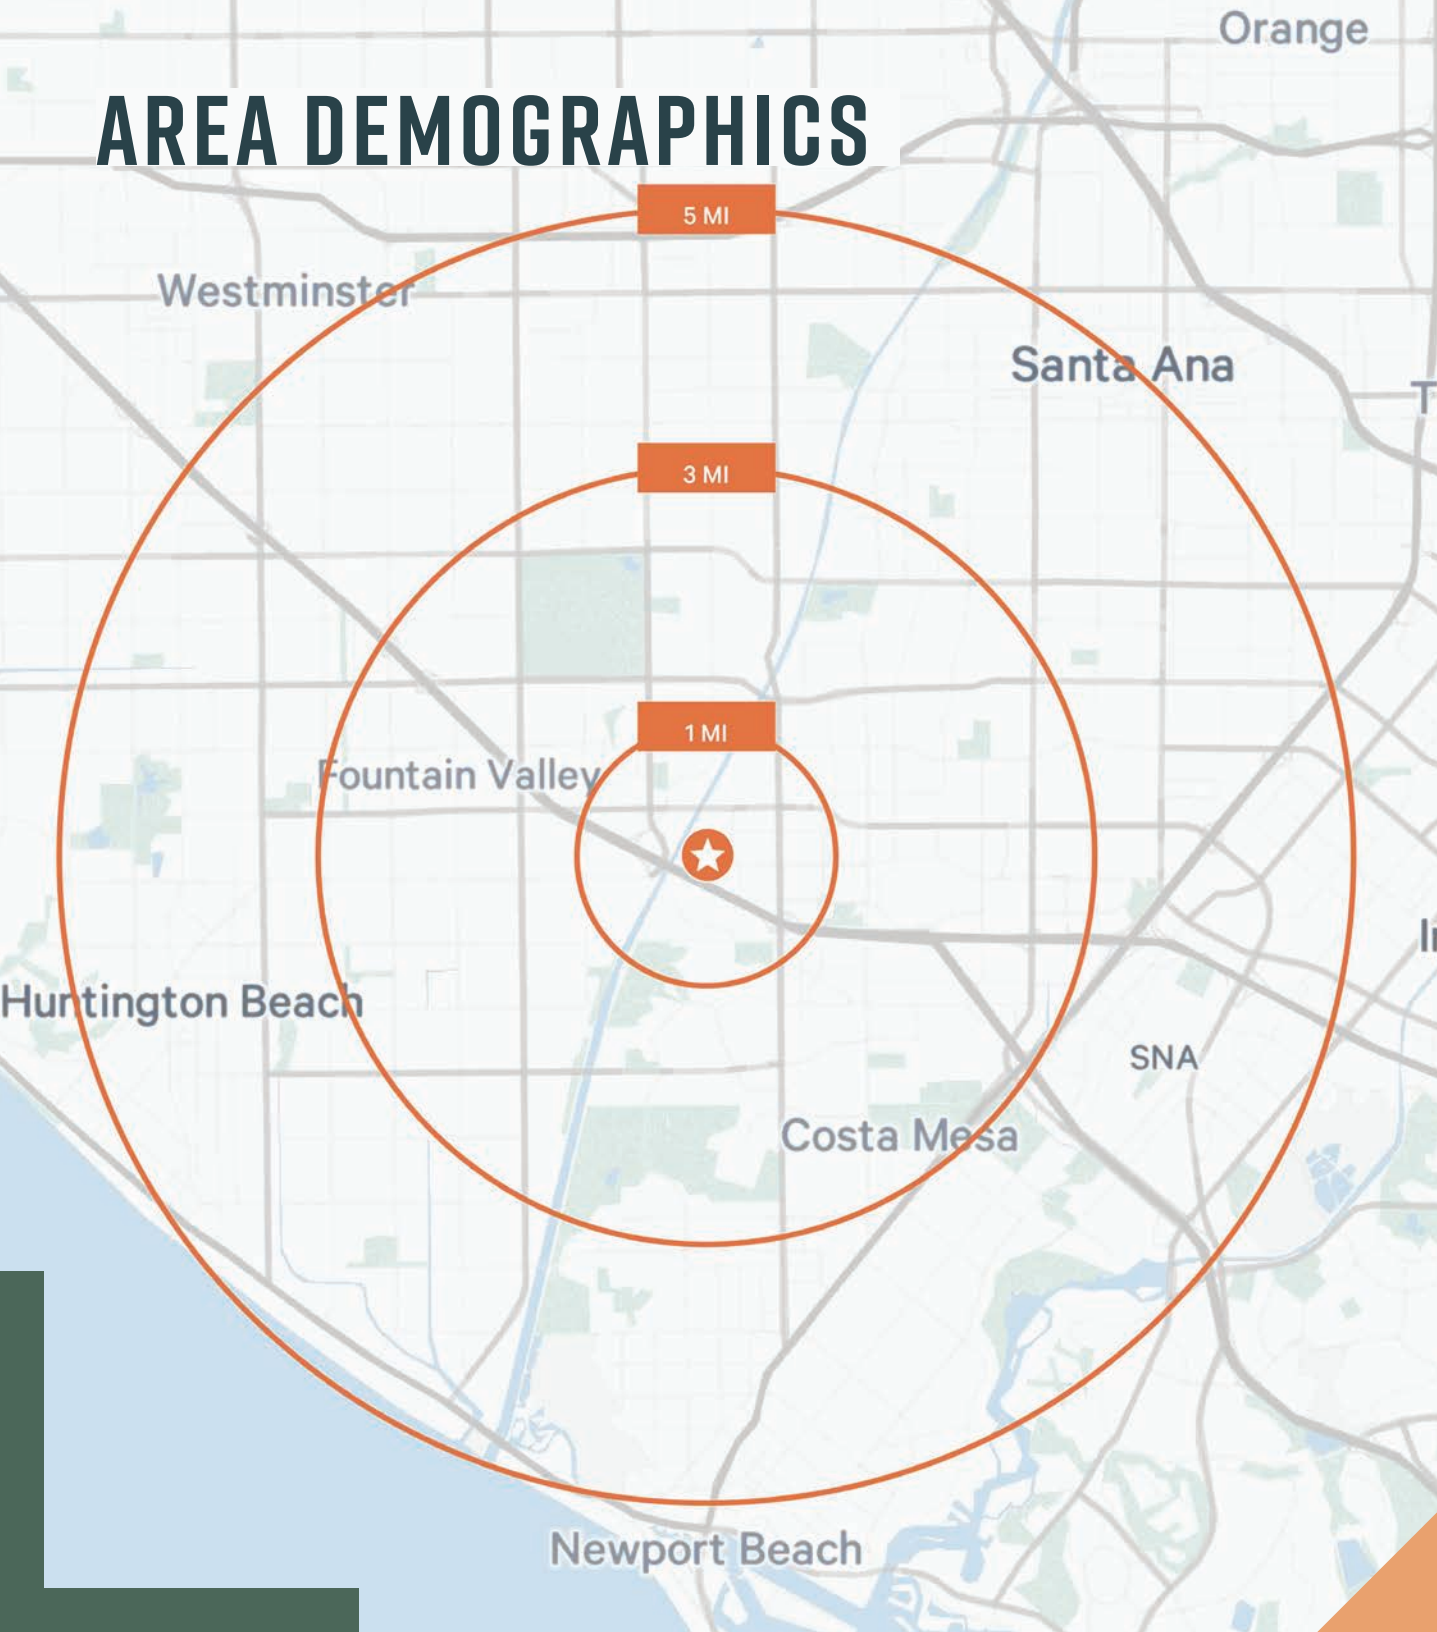 Orange
AREA DEMOGRAPHICS
5 MI
Westminster
Santa Ana
T
3 MI
1 MI
Fountain Valley
Huntington Beach
SNA
Costa Mesa
Newport Beach